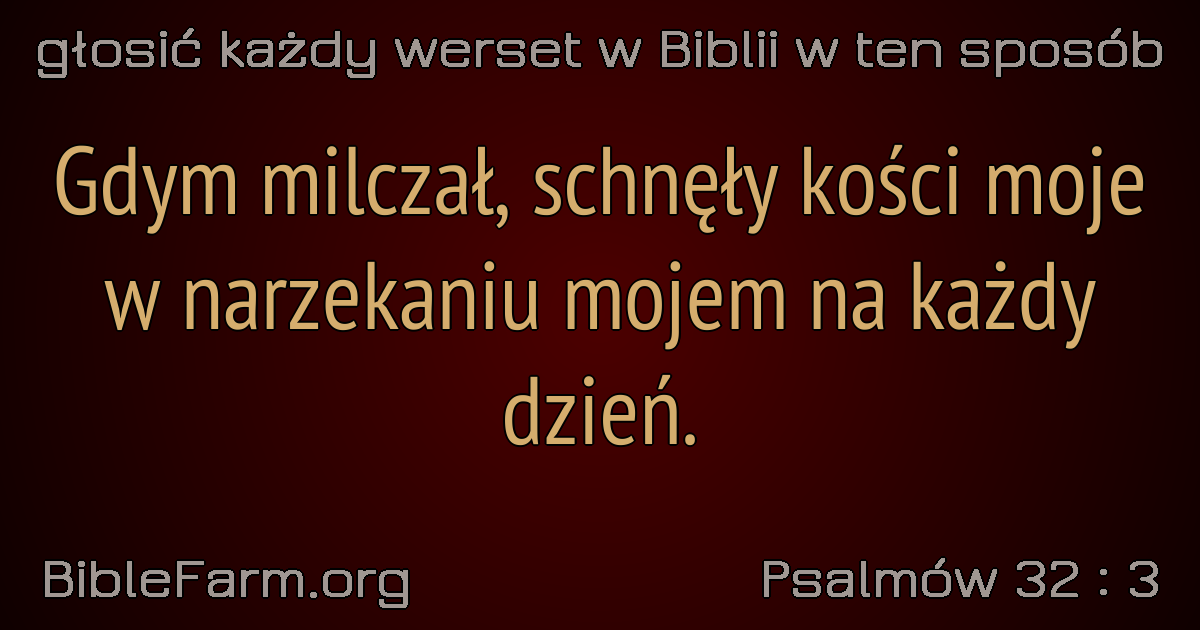 głosić każdy werset w Biblii w ten sposób
Gdym milczał, schnęły kości moje
w narzekaniu mojem na każdy
dzień.
BibleFarm.org
Psalmów 32 : 3